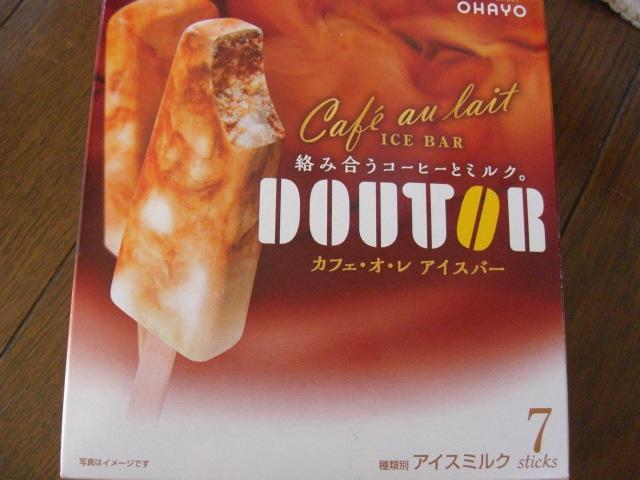 OHAYO
Café au lait
ICE BAR
絡み合うコーヒーとミルク。
DOUTOR
カフェ・オ・レ アイスバー
7
sticks
種類別 アイスミルク
写真はイメージです